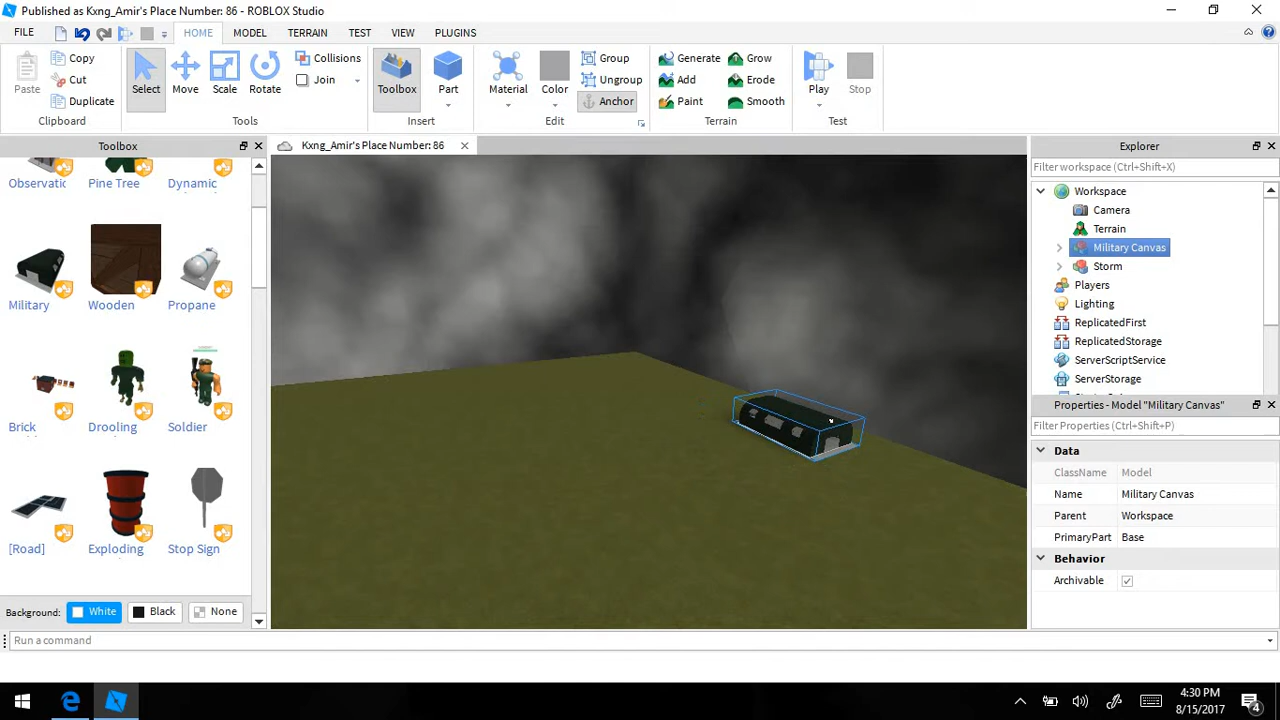 Published as Kxng_Amir's Place Number: 86 - ROBLOX Studio
FILE HOME MODEL TERRAIN TEST VIEW PLUGINS
Paste Copy Cut Duplicate
Clipboard
Select Move Scale Rotate Collisions Join
Tools
Toolbox Part
Insert
Material Color Group Ungroup Anchor
Edit
Generate Grow Add Erode Paint Smooth
Terrain
Play Stop
Test
Toolbox
Kxng_Amir's Place Number: 86
Observatic Pine Tree Dynamic
Military Wooden Propane
Brick Drooling Soldier
[Road] Exploding Stop Sign
Background: White Black None
Explorer
Filter workspace (Ctrl+Shift+X)
Workspace
Camera
Terrain
Military Canvas
Storm
Players
Lighting
ReplicatedFirst
ReplicatedStorage
ServerScriptService
ServerStorage
Properties - Model "Military Canvas"
Filter Properties (Ctrl+Shift+P)
Data
ClassName Model
Name Military Canvas
Parent Workspace
PrimaryPart Base
Behavior
Archivable
Run a command
4:30 PM
8/15/2017
4